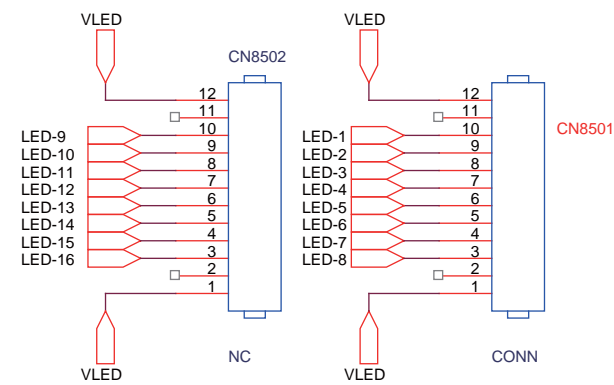 VLED VLED
CN8502
12 12
11 11
CN8501
LED-9 10 LED-1 10
LED-10 9 LED-2 9
LED-11 8 LED-3 8
LED-12 7 LED-4 7
LED-13 6 LED-5 6
LED-14 5 LED-6 5
LED-15 4 LED-7 4
LED-16 3 LED-8 3
2 2
1 1
NC CONN
VLED VLED